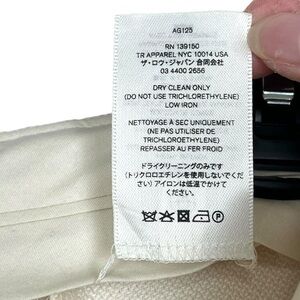 AG125
RN 139150
TR APPAREL NYC 10014 USA
ザ・ロウ・ジャパン 合同会社
03 4400 2656
DRY CLEAN ONLY
(DO NOT USE TRICHLORETHYLENE)
LOW IRON
NETTOYAGE À SEC UNIQUEMENT
(NE PAS UTILISER DE
TRICHLOROETHYLENE)
REPASSER AU FER FROID
ドライクリーニングのみです
(トリクロロエチレンを使用しない
でください) アイロンは低温でかけて
ください